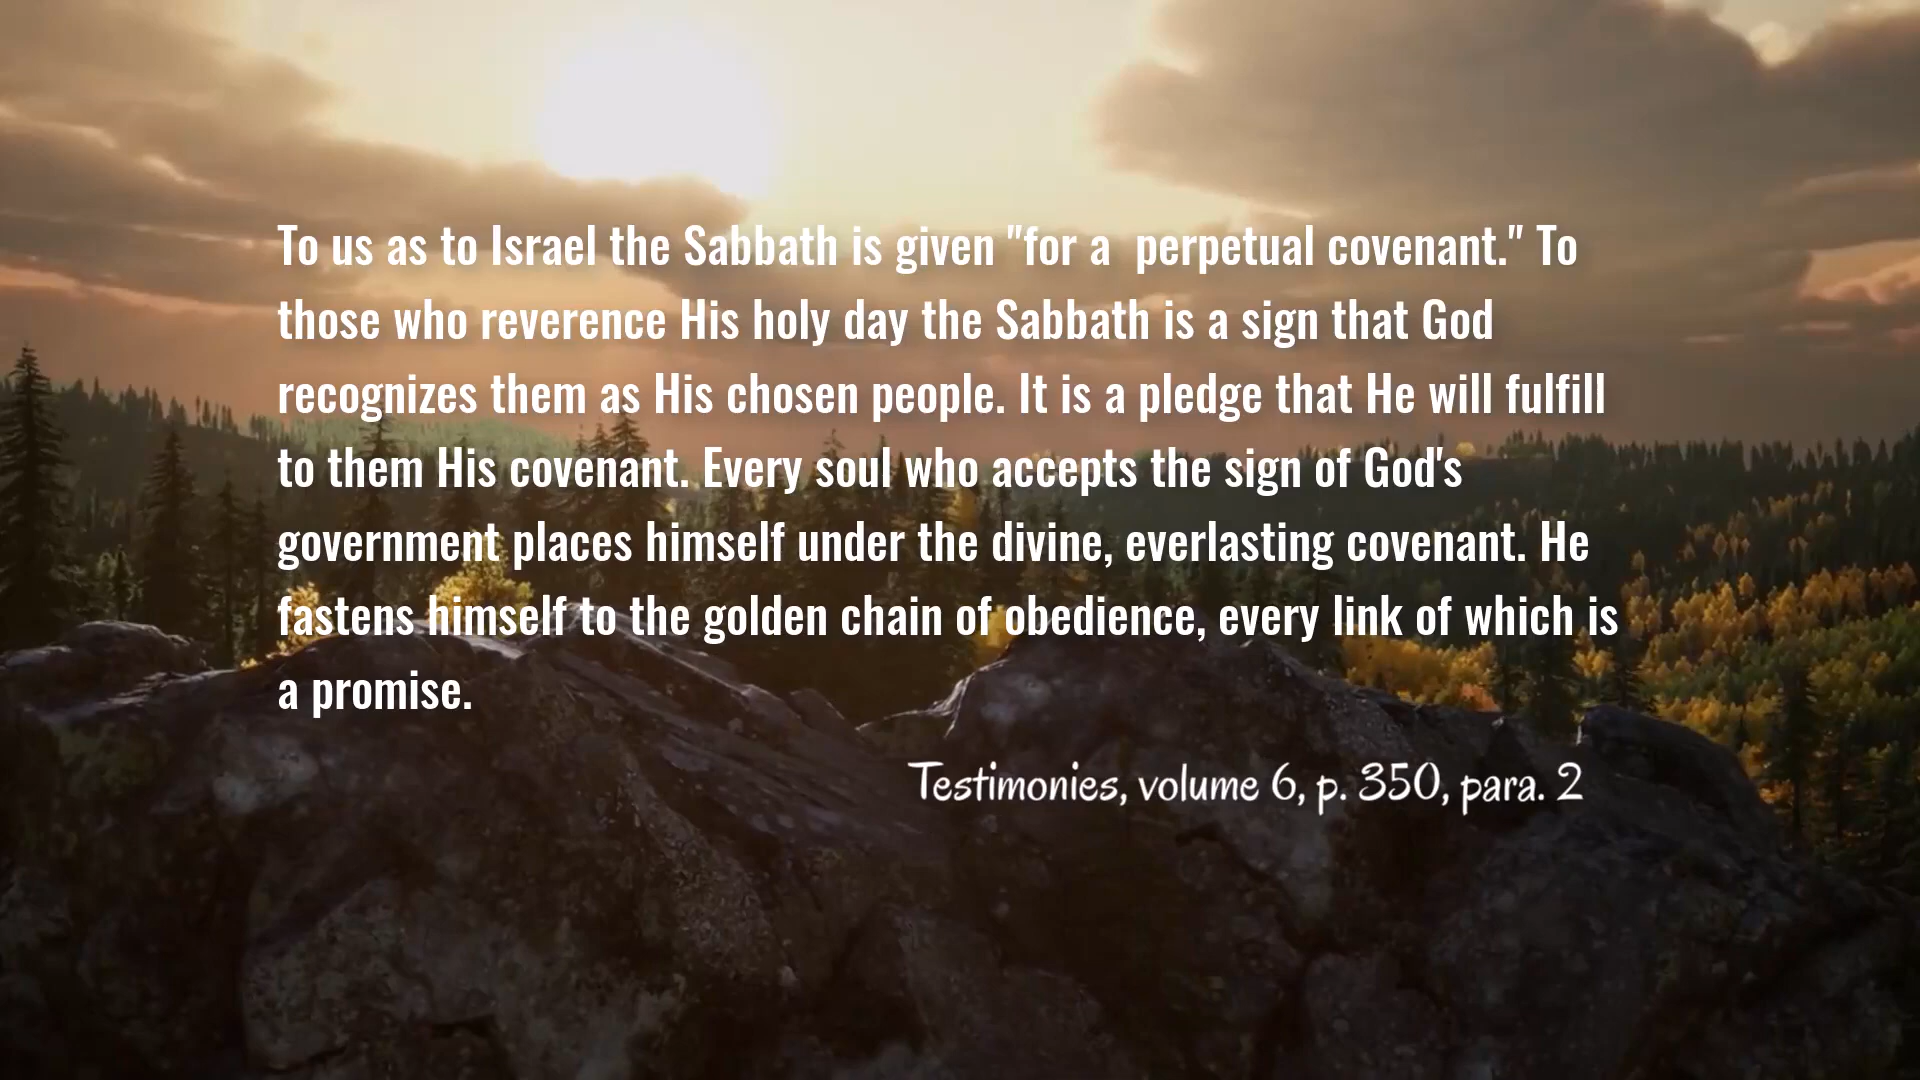 To us as to Israel the Sabbath is given "for a  perpetual covenant." To
those who reverence His holy day the Sabbath is a sign that God
recognizes them as His chosen people. It is a pledge that He will fulfill
to them His covenant. Every soul who accepts the sign of God's
government places himself under the divine, everlasting covenant. He
fastens himself to the golden chain of obedience, every link of which is
a promise.
Testimonies, volume 6, p. 350, para. 2